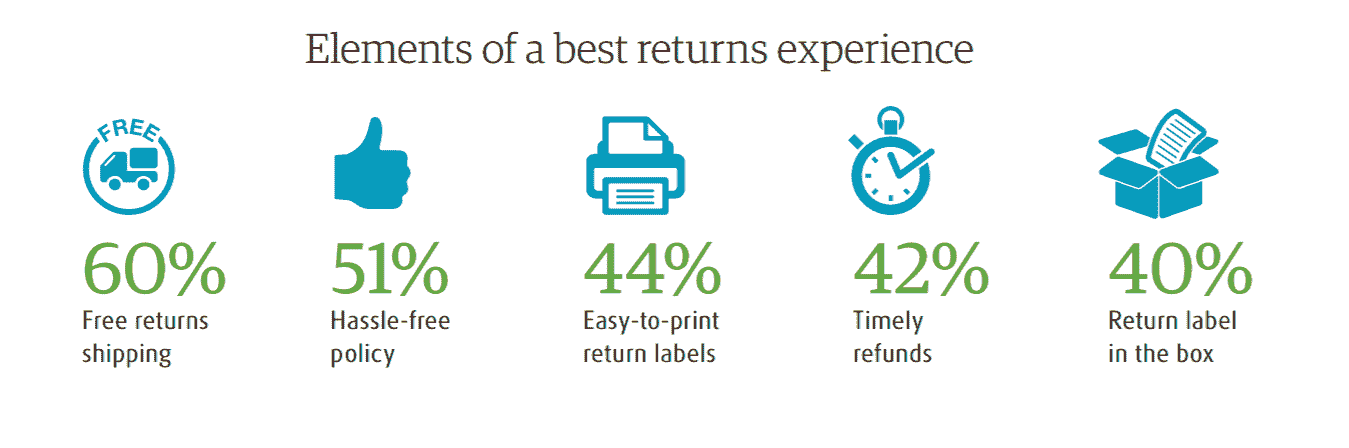 Elements of a best returns experience
FREE
60%
Free returns
shipping
51%
Hassle-free
policy
44%
Easy-to-print
return labels
42%
Timely
refunds
40%
Return label
in the box